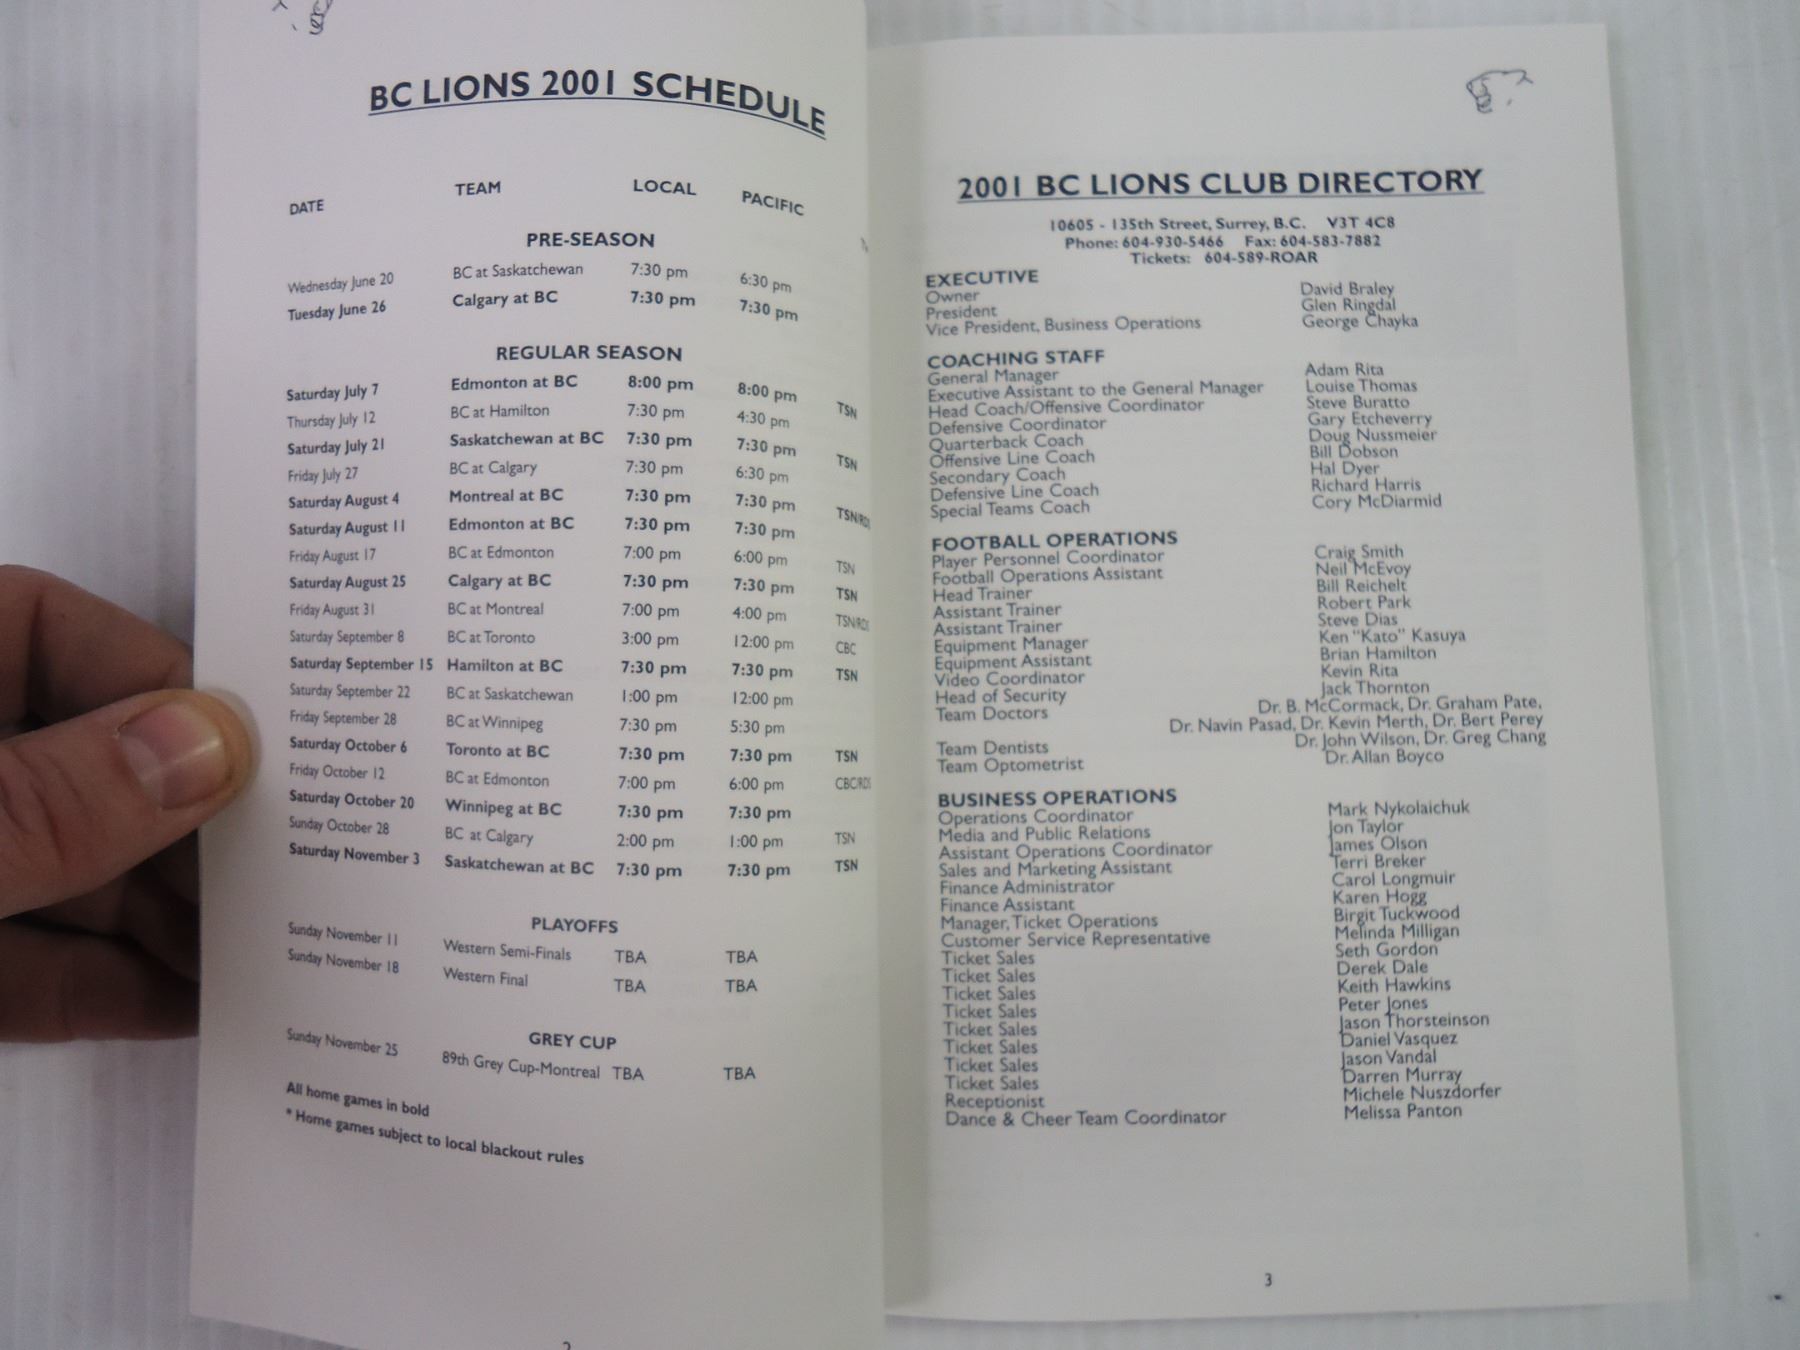 BC LIONS 2001 SCHEDULE
DATE TEAM LOCAL PACIFIC
PRE-SEASON
Wednesday June 20 BC at Saskatchewan 7:30 pm 6:30 pm
Tuesday June 26 Calgary at BC 7:30 pm 7:30 pm
REGULAR SEASON
Saturday July 7 Edmonton at BC 8:00 pm 8:00 pm TSN
Thursday July 12 BC at Hamilton 7:30 pm 4:30 pm
Saturday July 21 Saskatchewan at BC 7:30 pm 7:30 pm TSN
Friday July 27 BC at Calgary 7:30 pm 6:30 pm
Saturday August 4 Montreal at BC 7:30 pm 7:30 pm TSN/RDS
Saturday August 11 Edmonton at BC 7:30 pm 7:30 pm
Friday August 17 BC at Edmonton 7:00 pm 6:00 pm TSN
Saturday August 25 Calgary at BC 7:30 pm 7:30 pm TSN
Friday August 31 BC at Montreal 7:00 pm 4:00 pm TSN/RDS
Saturday September 8 BC at Toronto 3:00 pm 12:00 pm CBC
Saturday September 15 Hamilton at BC 7:30 pm 7:30 pm TSN
Saturday September 22 BC at Saskatchewan 1:00 pm 12:00 pm
Friday September 28 BC at Winnipeg 7:30 pm 5:30 pm
Saturday October 6 Toronto at BC 7:30 pm 7:30 pm TSN
Friday October 12 BC at Edmonton 7:00 pm 6:00 pm CBC/RDS
Saturday October 20 Winnipeg at BC 7:30 pm 7:30 pm
Sunday October 28 BC at Calgary 2:00 pm 1:00 pm TSN
Saturday November 3 Saskatchewan at BC 7:30 pm 7:30 pm TSN
PLAYOFFS
Sunday November 11 Western Semi-Finals TBA TBA
Sunday November 18 Western Final TBA TBA
GREY CUP
Sunday November 25 89th Grey Cup-Montreal TBA TBA
All home games in bold
* Home games subject to local blackout rules
2001 BC LIONS CLUB DIRECTORY
10605 - 135th Street, Surrey, B.C. V3T 4C8
Phone: 604-930-5466 Fax: 604-583-7882
Tickets: 604-589-ROAR
EXECUTIVE
Owner David Braley
President Glen Ringdal
Vice President, Business Operations George Chayka
COACHING STAFF
General Manager Adam Rita
Executive Assistant to the General Manager Louise Thomas
Head Coach/Offensive Coordinator Steve Buratto
Defensive Coordinator Gary Etcheverry
Quarterback Coach Doug Nussmeier
Offensive Line Coach Bill Dobson
Secondary Coach Hal Dyer
Defensive Line Coach Richard Harris
Special Teams Coach Cory McDiarmid
FOOTBALL OPERATIONS
Player Personnel Coordinator Craig Smith
Football Operations Assistant Neil McEvoy
Head Trainer Bill Reichelt
Assistant Trainer Robert Park
Assistant Trainer Steve Dias
Equipment Manager Ken "Kato" Kasuya
Equipment Assistant Brian Hamilton
Video Coordinator Kevin Rita
Head of Security Jack Thornton
Team Doctors Dr. B. McCormack, Dr. Graham Pate,
Dr. Navin Pasad, Dr. Kevin Merth, Dr. Bert Perey
Team Dentists Dr. John Wilson, Dr. Greg Chang
Team Optometrist Dr. Allan Boyco
BUSINESS OPERATIONS
Operations Coordinator Mark Nykolaichuk
Media and Public Relations Jon Taylor
Assistant Operations Coordinator James Olson
Sales and Marketing Assistant Terri Breker
Finance Administrator Carol Longmuir
Finance Assistant Karen Hogg
Manager, Ticket Operations Birgit Tuckwood
Customer Service Representative Melinda Milligan
Ticket Sales Seth Gordon
Ticket Sales Derek Dale
Ticket Sales Keith Hawkins
Ticket Sales Peter Jones
Ticket Sales Jason Thorsteinson
Ticket Sales Daniel Vasquez
Ticket Sales Jason Vandal
Ticket Sales Darren Murray
Receptionist Michele Nuszdorfer
Dance & Cheer Team Coordinator Melissa Panton
3